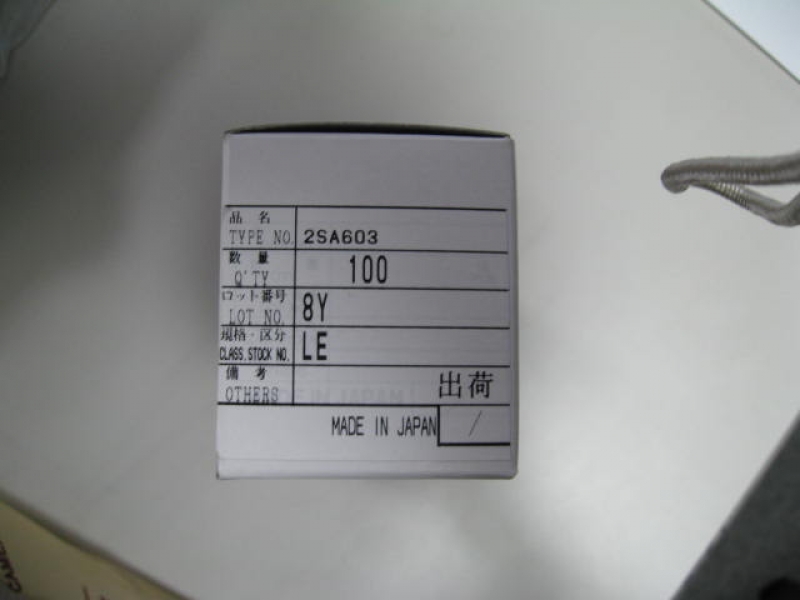 品 名
TYPE NO. 2SA603
数 量
Q'TY 100
ロット番号
LOT NO. 8Y
規格・区分
CLASS.STOCK NO. LE
備 考
OTHERS
出荷
MADE IN JAPAN /